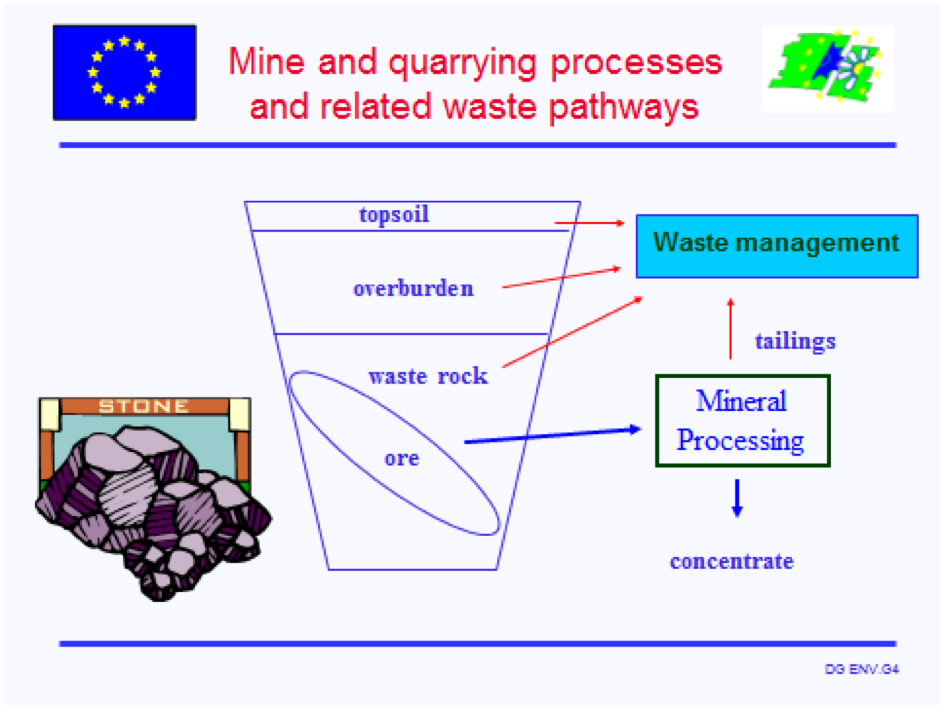 Mine and quarrying processes
and related waste pathways
topsoil
Waste management
overburden
tailings
waste rock
Mineral
Processing
STONE
ore
concentrate
DG ENV.G4